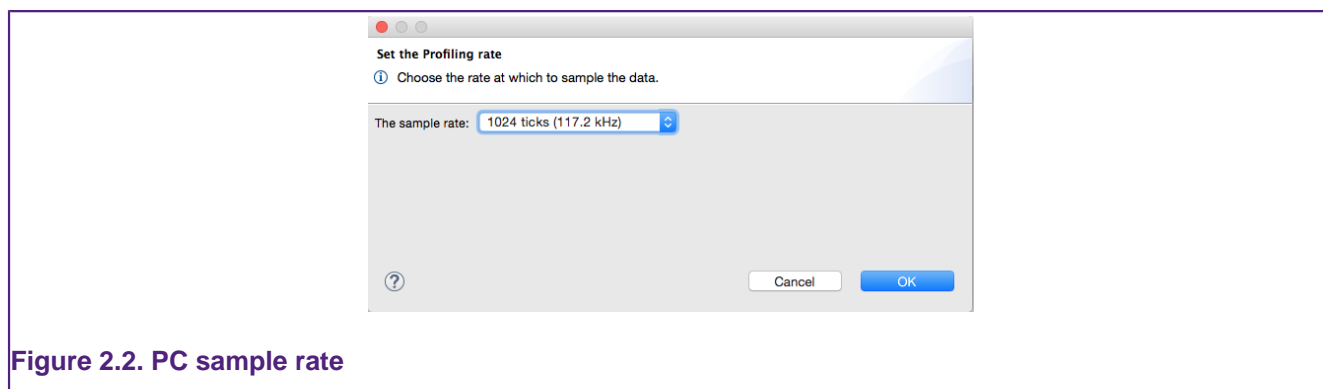 Set the Profiling rate
Choose the rate at which to sample the data.
The sample rate: 1024 ticks (117.2 kHz)
? Cancel OK
Figure 2.2. PC sample rate